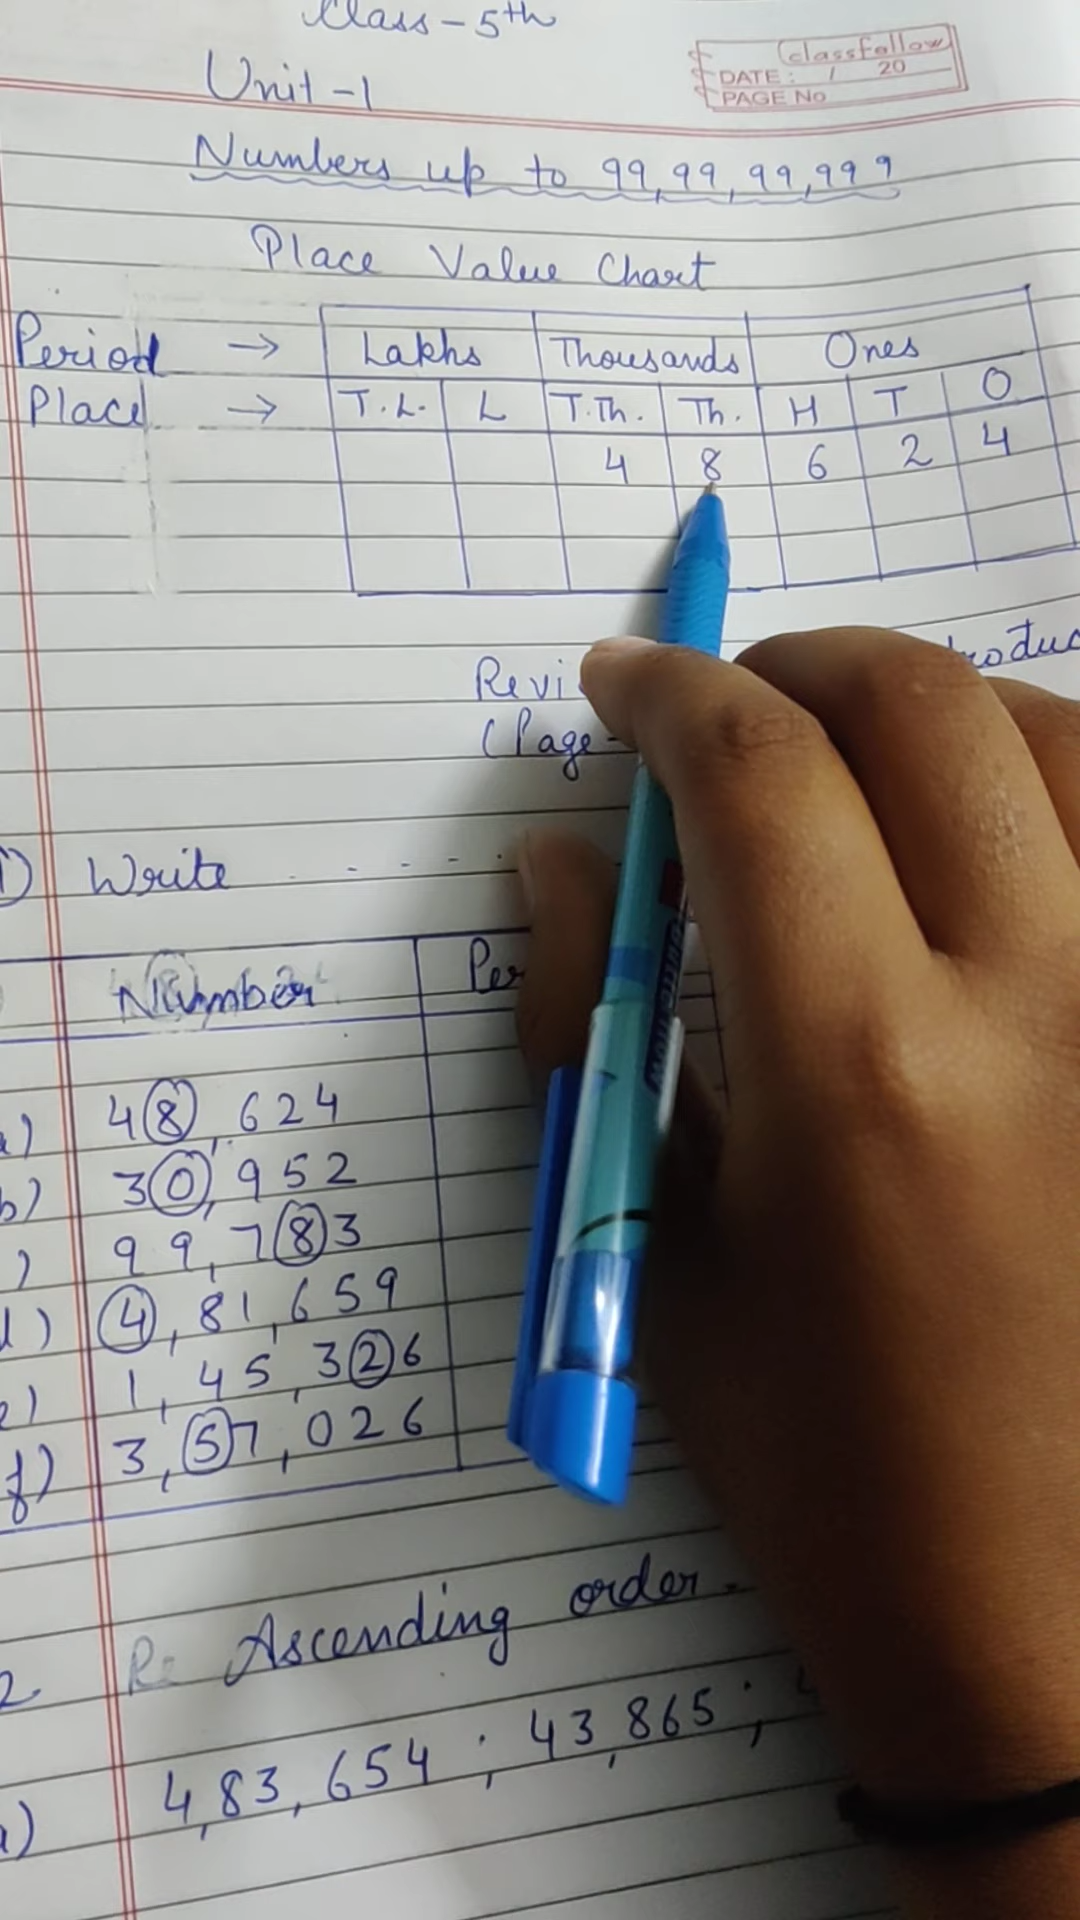 Class - 5th
classfellow
DATE : / 20
PAGE No
Unit - 1
Numbers up to 99,99,99,999
Place Value Chart
Period → Lakhs Thousands Ones
Place → T.L. L T.Th. Th. H T O
4 8 6 2 4
(Page-
1) Write - - - -
Number
48,624
b) 30,952
) 99,783
d) 4,81,659
e) 1,45,326
f) 3,57,026
2 Ascending order -
4,83,654 ; 43,865 ;